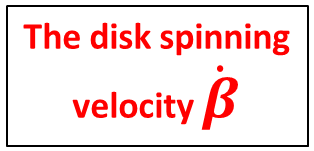 The disk spinning
velocity β̇